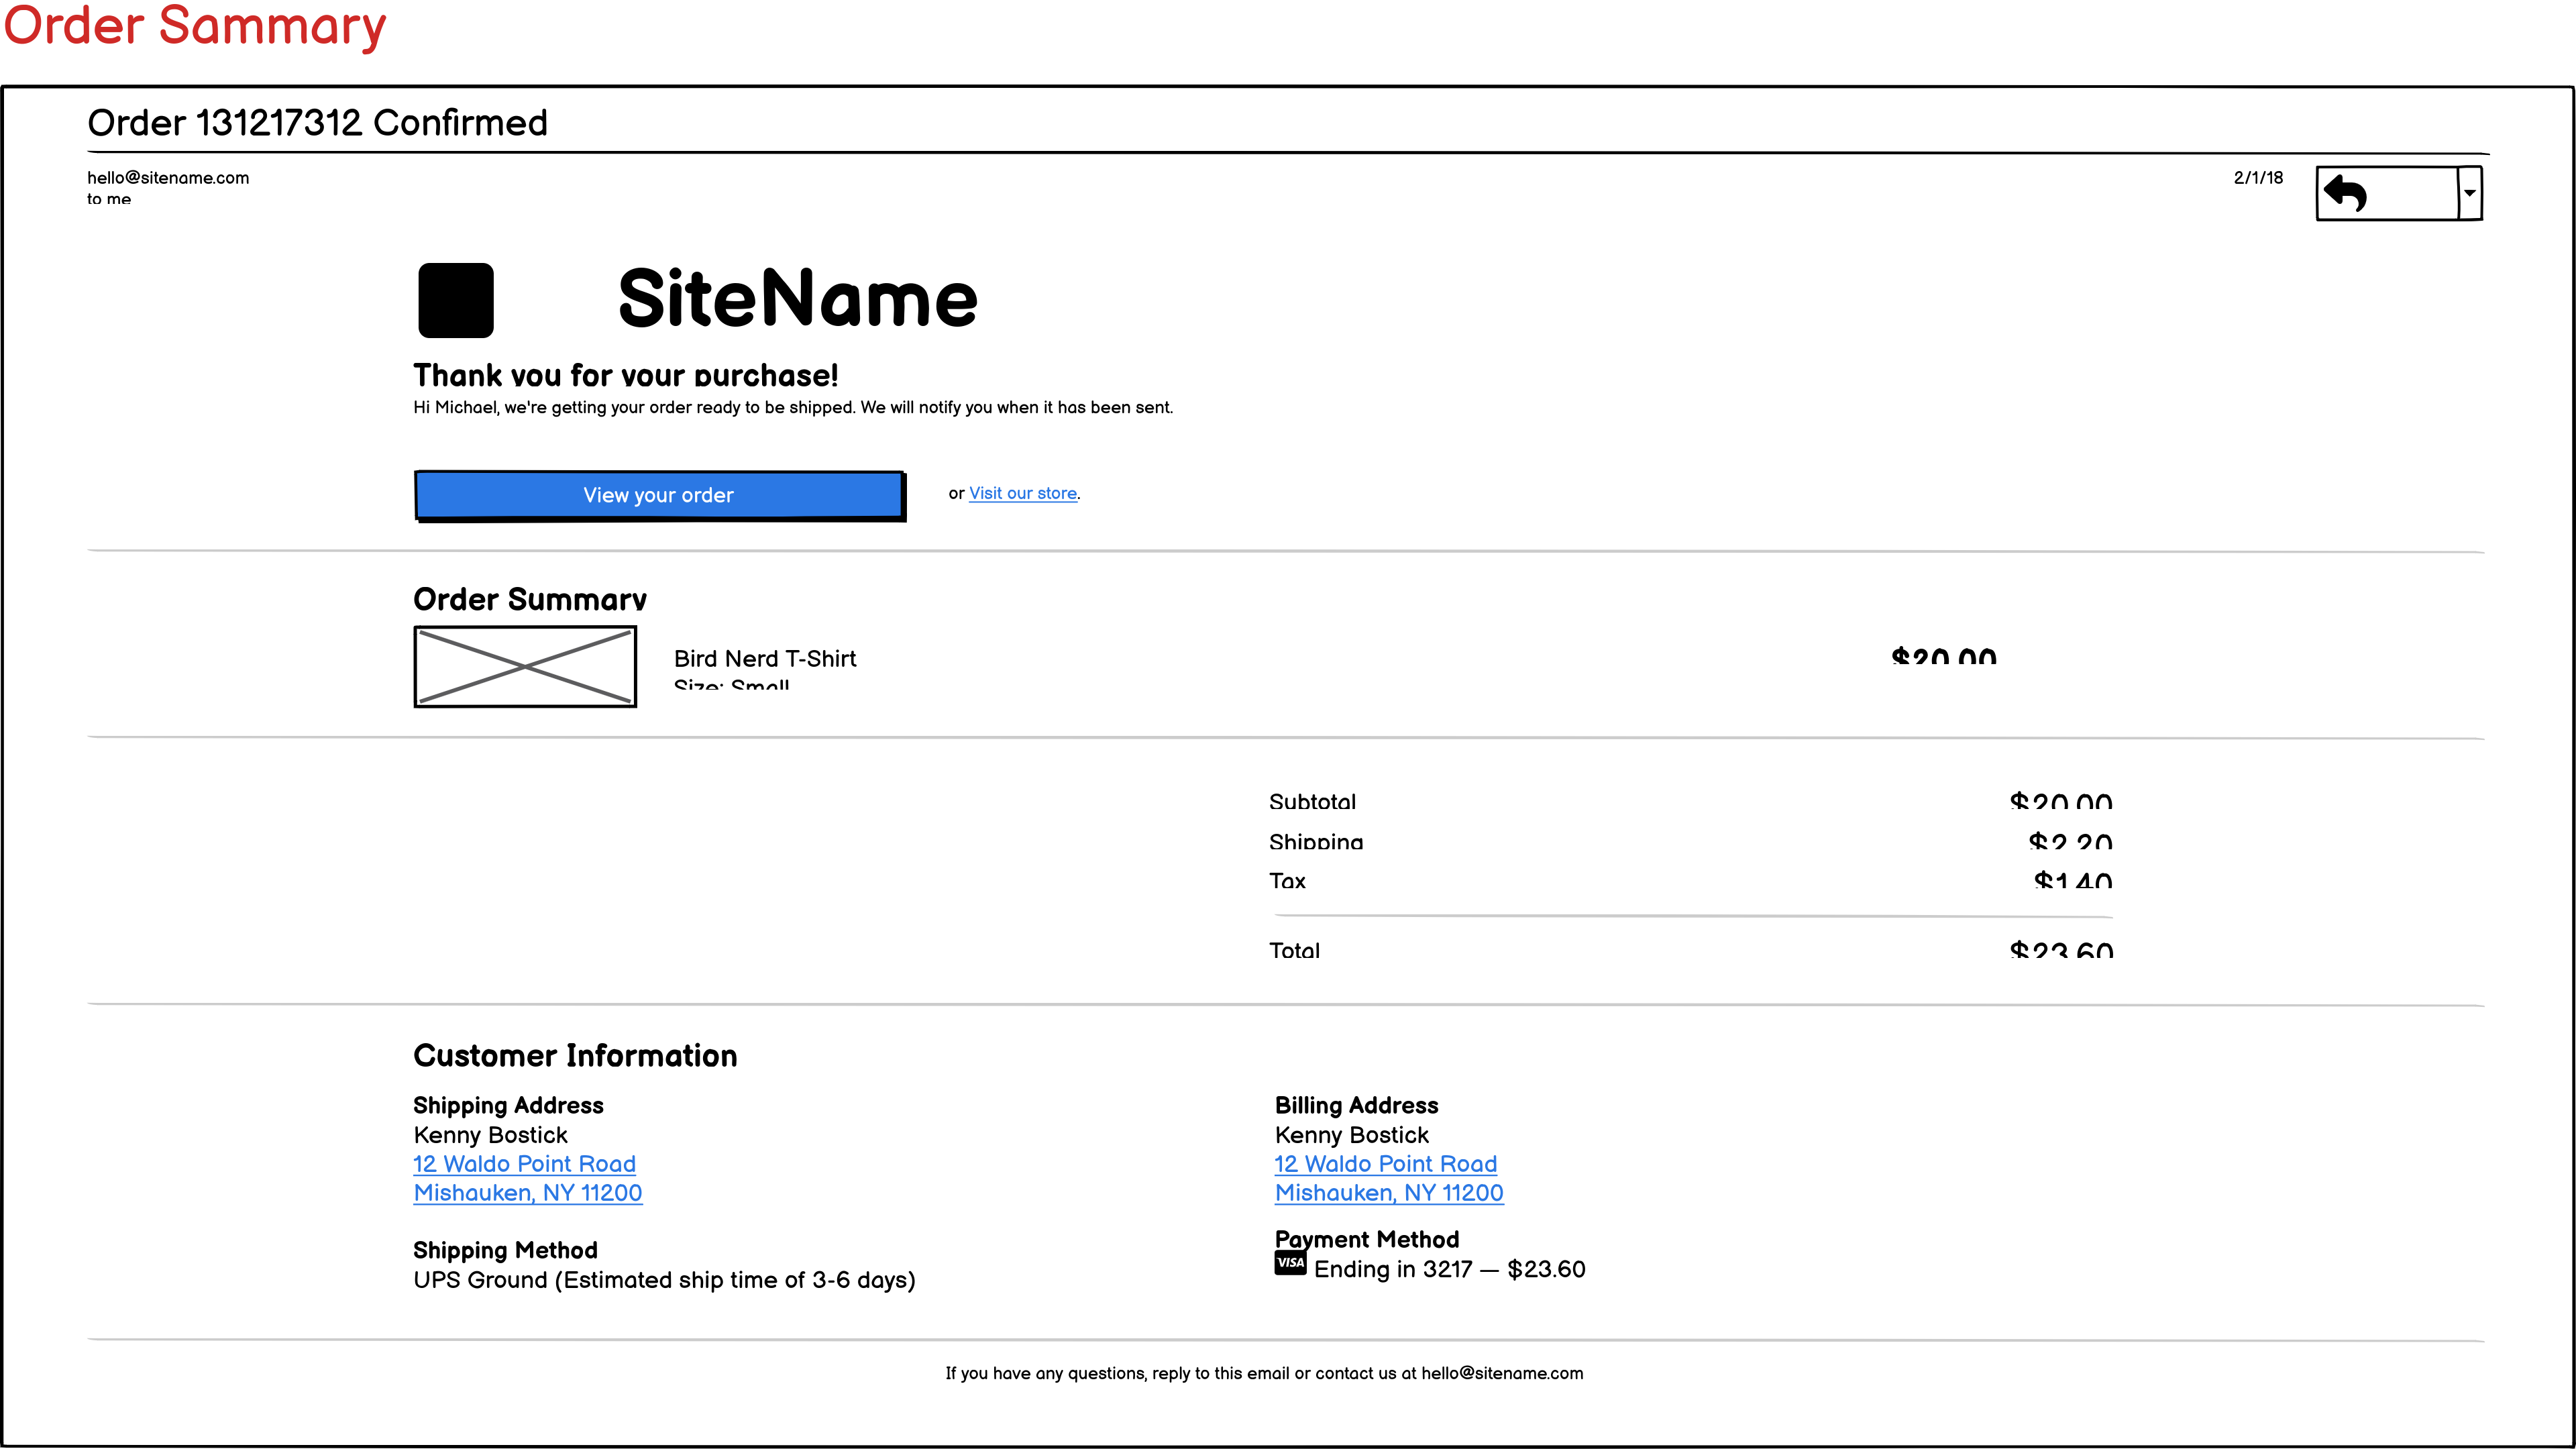 Order Sammary
Order 131217312 Confirmed
hello@sitename.com
to me
2/1/18
SiteName
Thank you for your purchase!
Hi Michael, we're getting your order ready to be shipped. We will notify you when it has been sent.
View your order
or Visit our store.
Order Summary
Bird Nerd T-Shirt
$20.00
Size: Small
Subtotal $20.00
Shipping $2.20
Tax $1.40
Total $23.60
Customer Information
Shipping Address
Kenny Bostick
12 Waldo Point Road
Mishauken, NY 11200
Shipping Method
UPS Ground (Estimated ship time of 3-6 days)
Billing Address
Kenny Bostick
12 Waldo Point Road
Mishauken, NY 11200
Payment Method
VISA Ending in 3217 — $23.60
If you have any questions, reply to this email or contact us at hello@sitename.com